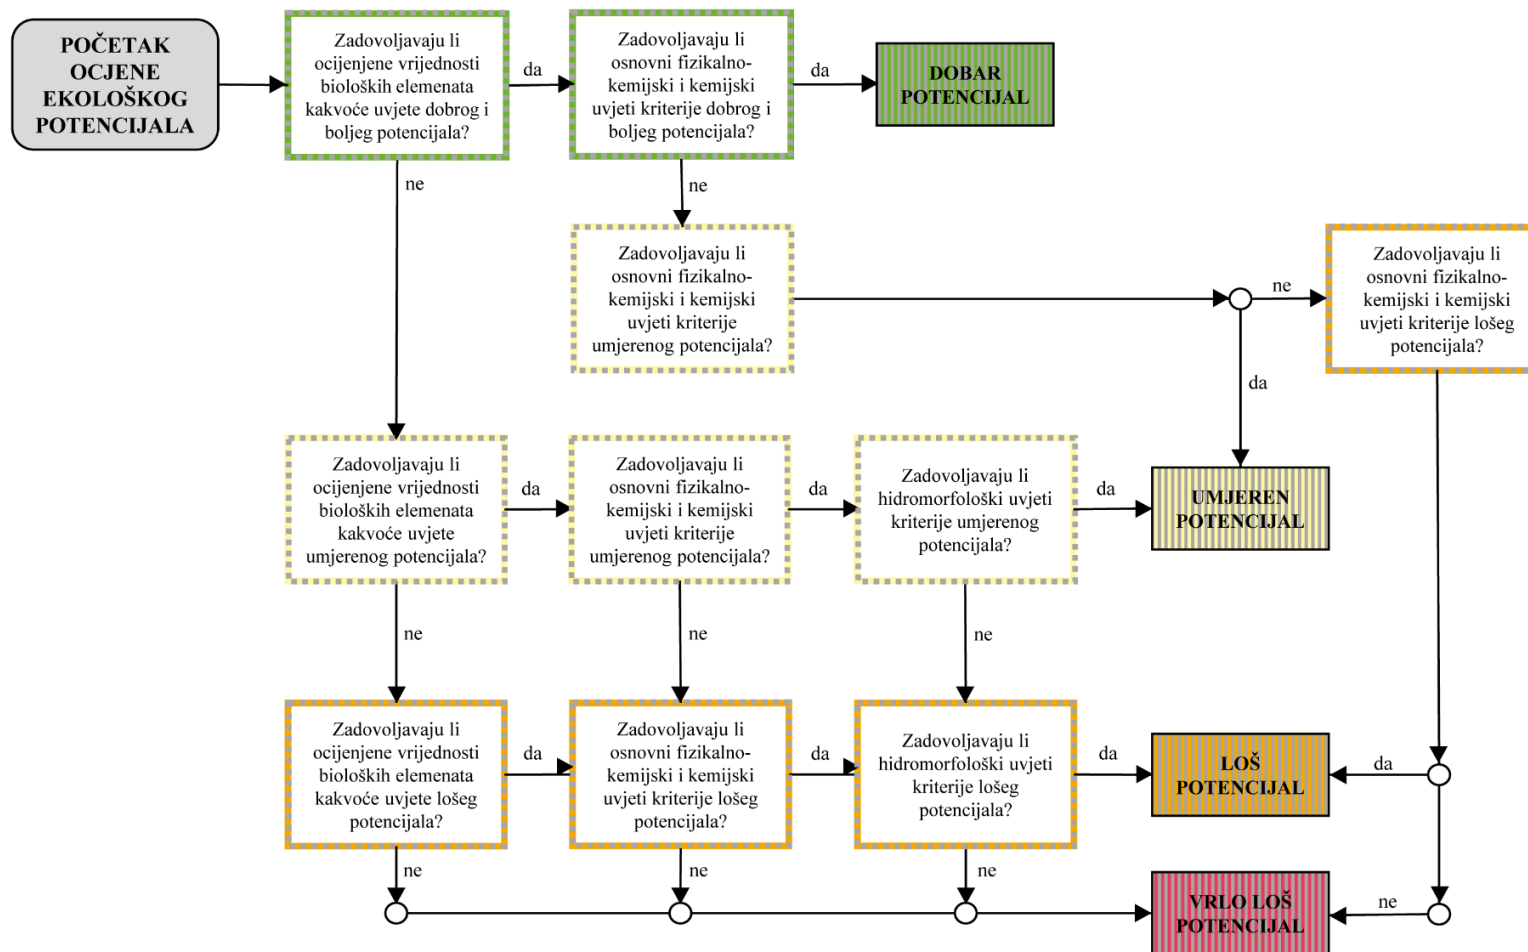 POČETAK
OCJENE
EKOLOŠKOG
POTENCIJALA
Zadovoljavaju li
ocijenjene vrijednosti
bioloških elemenata
kakvoće uvjete dobrog i
boljeg potencijala?
da
Zadovoljavaju li
osnovni fizikalno-
kemijski i kemijski
uvjeti kriterije dobrog i
boljeg potencijala?
da
DOBAR
POTENCIJAL
ne
ne
Zadovoljavaju li
osnovni fizikalno-
kemijski i kemijski
uvjeti kriterije
umjerenog potencijala?
ne
Zadovoljavaju li
osnovni fizikalno-
kemijski i kemijski
uvjeti kriterije lošeg
potencijala?
da
Zadovoljavaju li
ocijenjene vrijednosti
bioloških elemenata
kakvoće uvjete
umjerenog potencijala?
da
Zadovoljavaju li
osnovni fizikalno-
kemijski i kemijski
uvjeti kriterije
umjerenog potencijala?
da
Zadovoljavaju li
hidromorfološki uvjeti
kriterije umjerenog
potencijala?
da
UMJEREN
POTENCIJAL
ne
ne
ne
Zadovoljavaju li
ocijenjene vrijednosti
bioloških elemenata
kakvoće uvjete lošeg
potencijala?
da
Zadovoljavaju li
osnovni fizikalno-
kemijski i kemijski
uvjeti kriterije lošeg
potencijala?
da
Zadovoljavaju li
hidromorfološki uvjeti
kriterije lošeg
potencijala?
da
LOŠ
POTENCIJAL
da
ne
ne
ne
VRLO LOŠ
POTENCIJAL
ne